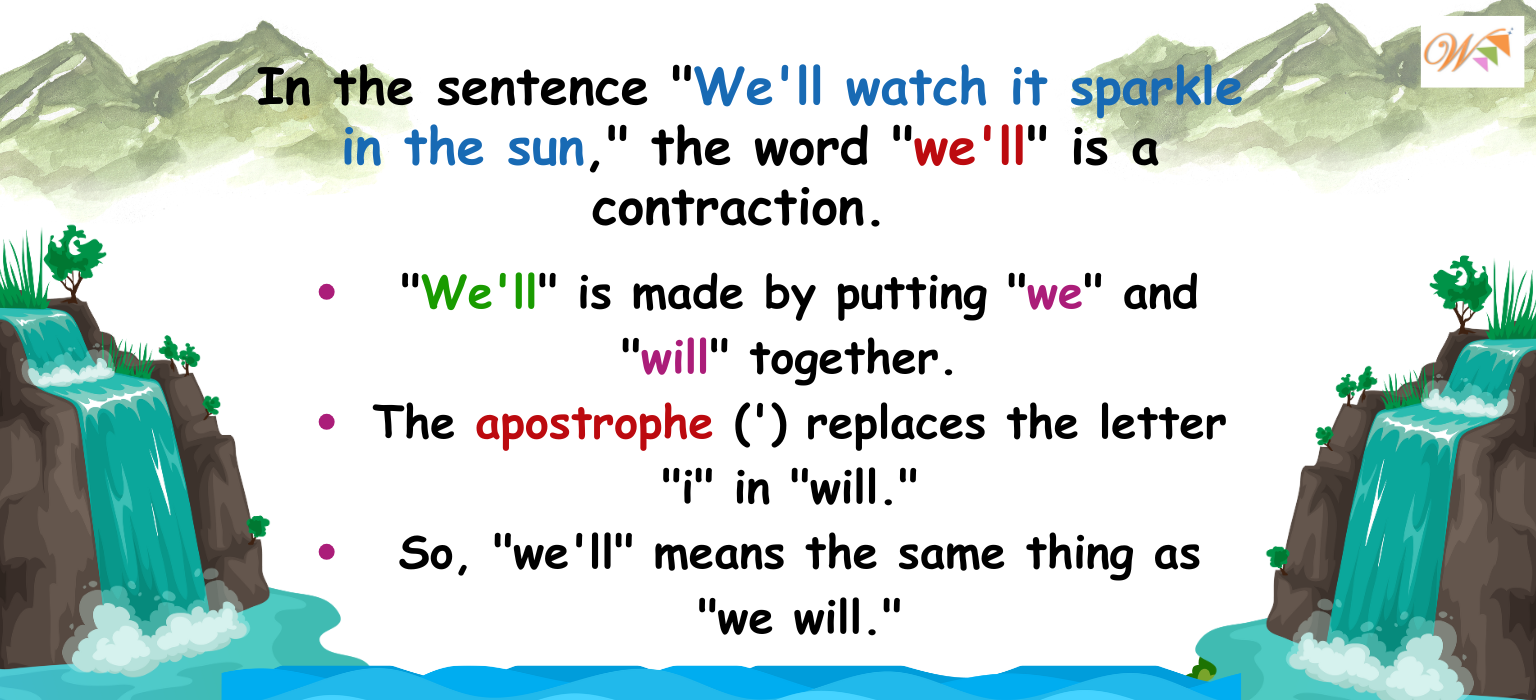 In the sentence "We'll watch it sparkle
in the sun," the word "we'll" is a
contraction.
• "We'll" is made by putting "we" and
"will" together.
• The apostrophe (') replaces the letter
"i" in "will."
• So, "we'll" means the same thing as
"we will."
W